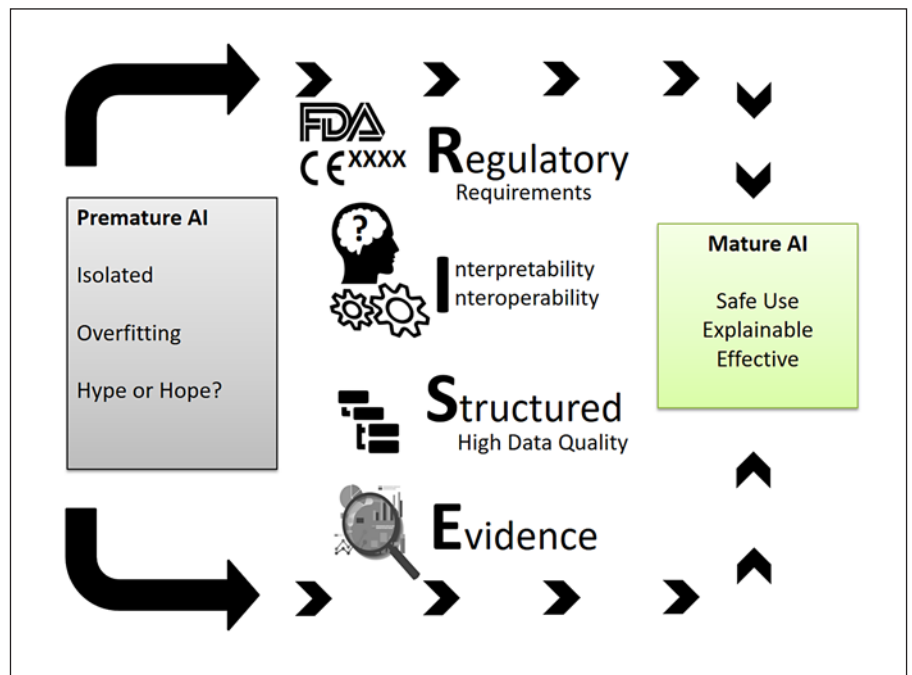 FDA
CE XXXX
Regulatory
Requirements
Premature AI
Isolated
Overfitting
Hype or Hope?
?
Interpretability
Interoperability
Mature AI
Safe Use
Explainable
Effective
Structured
High Data Quality
Evidence